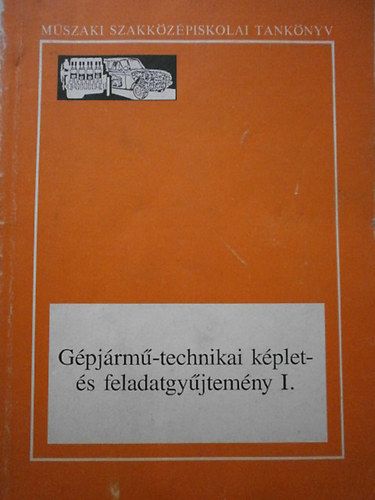 MŰSZAKI SZAKKÖZÉPISKOLAI TANKÖNYV
Gépjármű-technikai képlet-
és feladatgyűjtemény I.